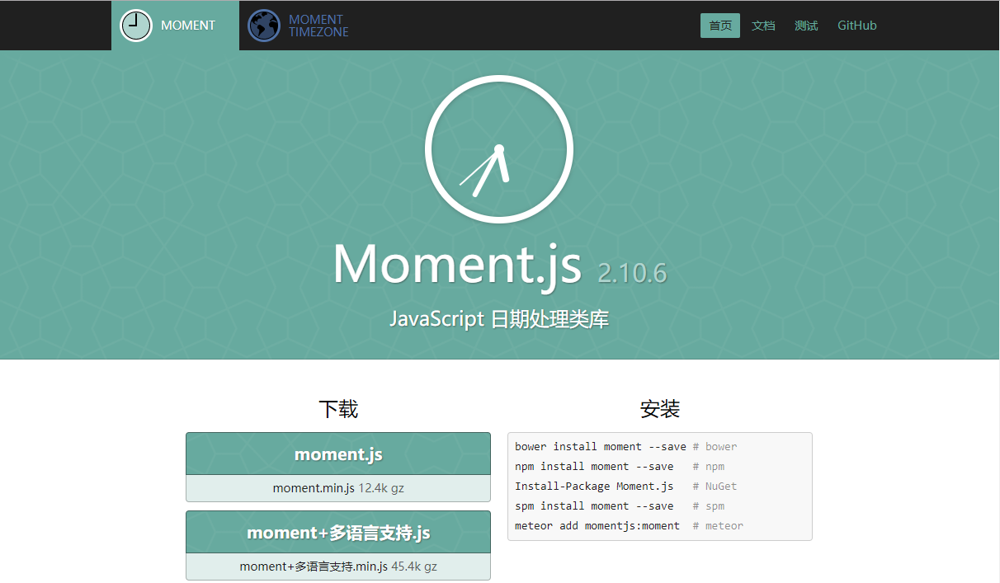 MOMENT
MOMENT
TIMEZONE
首页 文档 测试 GitHub
Moment.js 2.10.6
JavaScript 日期处理类库
下载
moment.js
moment.min.js 12.4k gz
moment+多语言支持.js
moment+多语言支持.min.js 45.4k gz
安装
bower install moment --save # bower
npm install moment --save # npm
Install-Package Moment.js # NuGet
spm install moment --save # spm
meteor add momentjs:moment # meteor